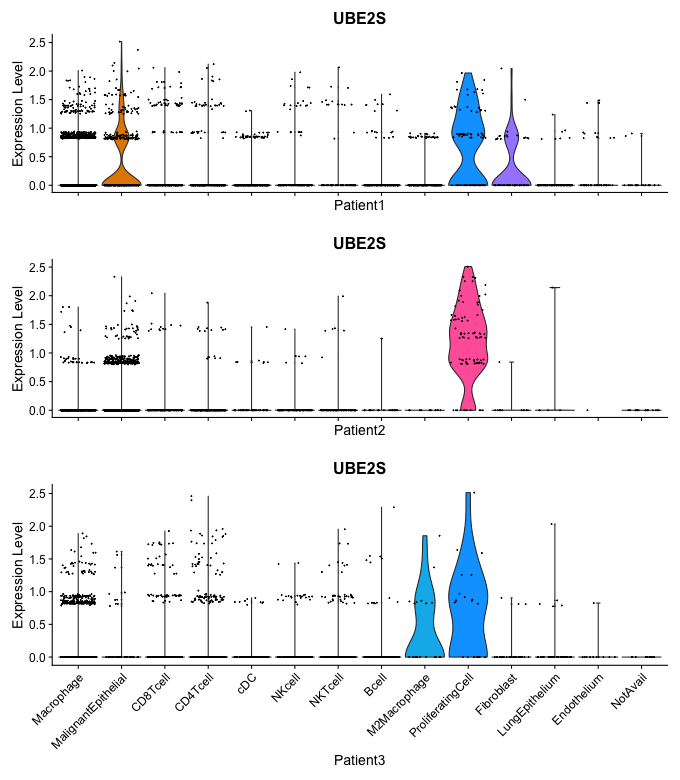 UBE2S
Expression Level
2.5
2.0
1.5
1.0
0.5
0.0
Patient1
UBE2S
Expression Level
2.5
2.0
1.5
1.0
0.5
0.0
Patient2
UBE2S
Expression Level
2.5
2.0
1.5
1.0
0.5
0.0
Macrophage
MalignantEpithelial
CD8Tcell
CD4Tcell
cDC
NKcell
NKTcell
Bcell
M2Macrophage
ProliferatingCell
Fibroblast
LungEpithelium
Endothelium
NotAvail
Patient3